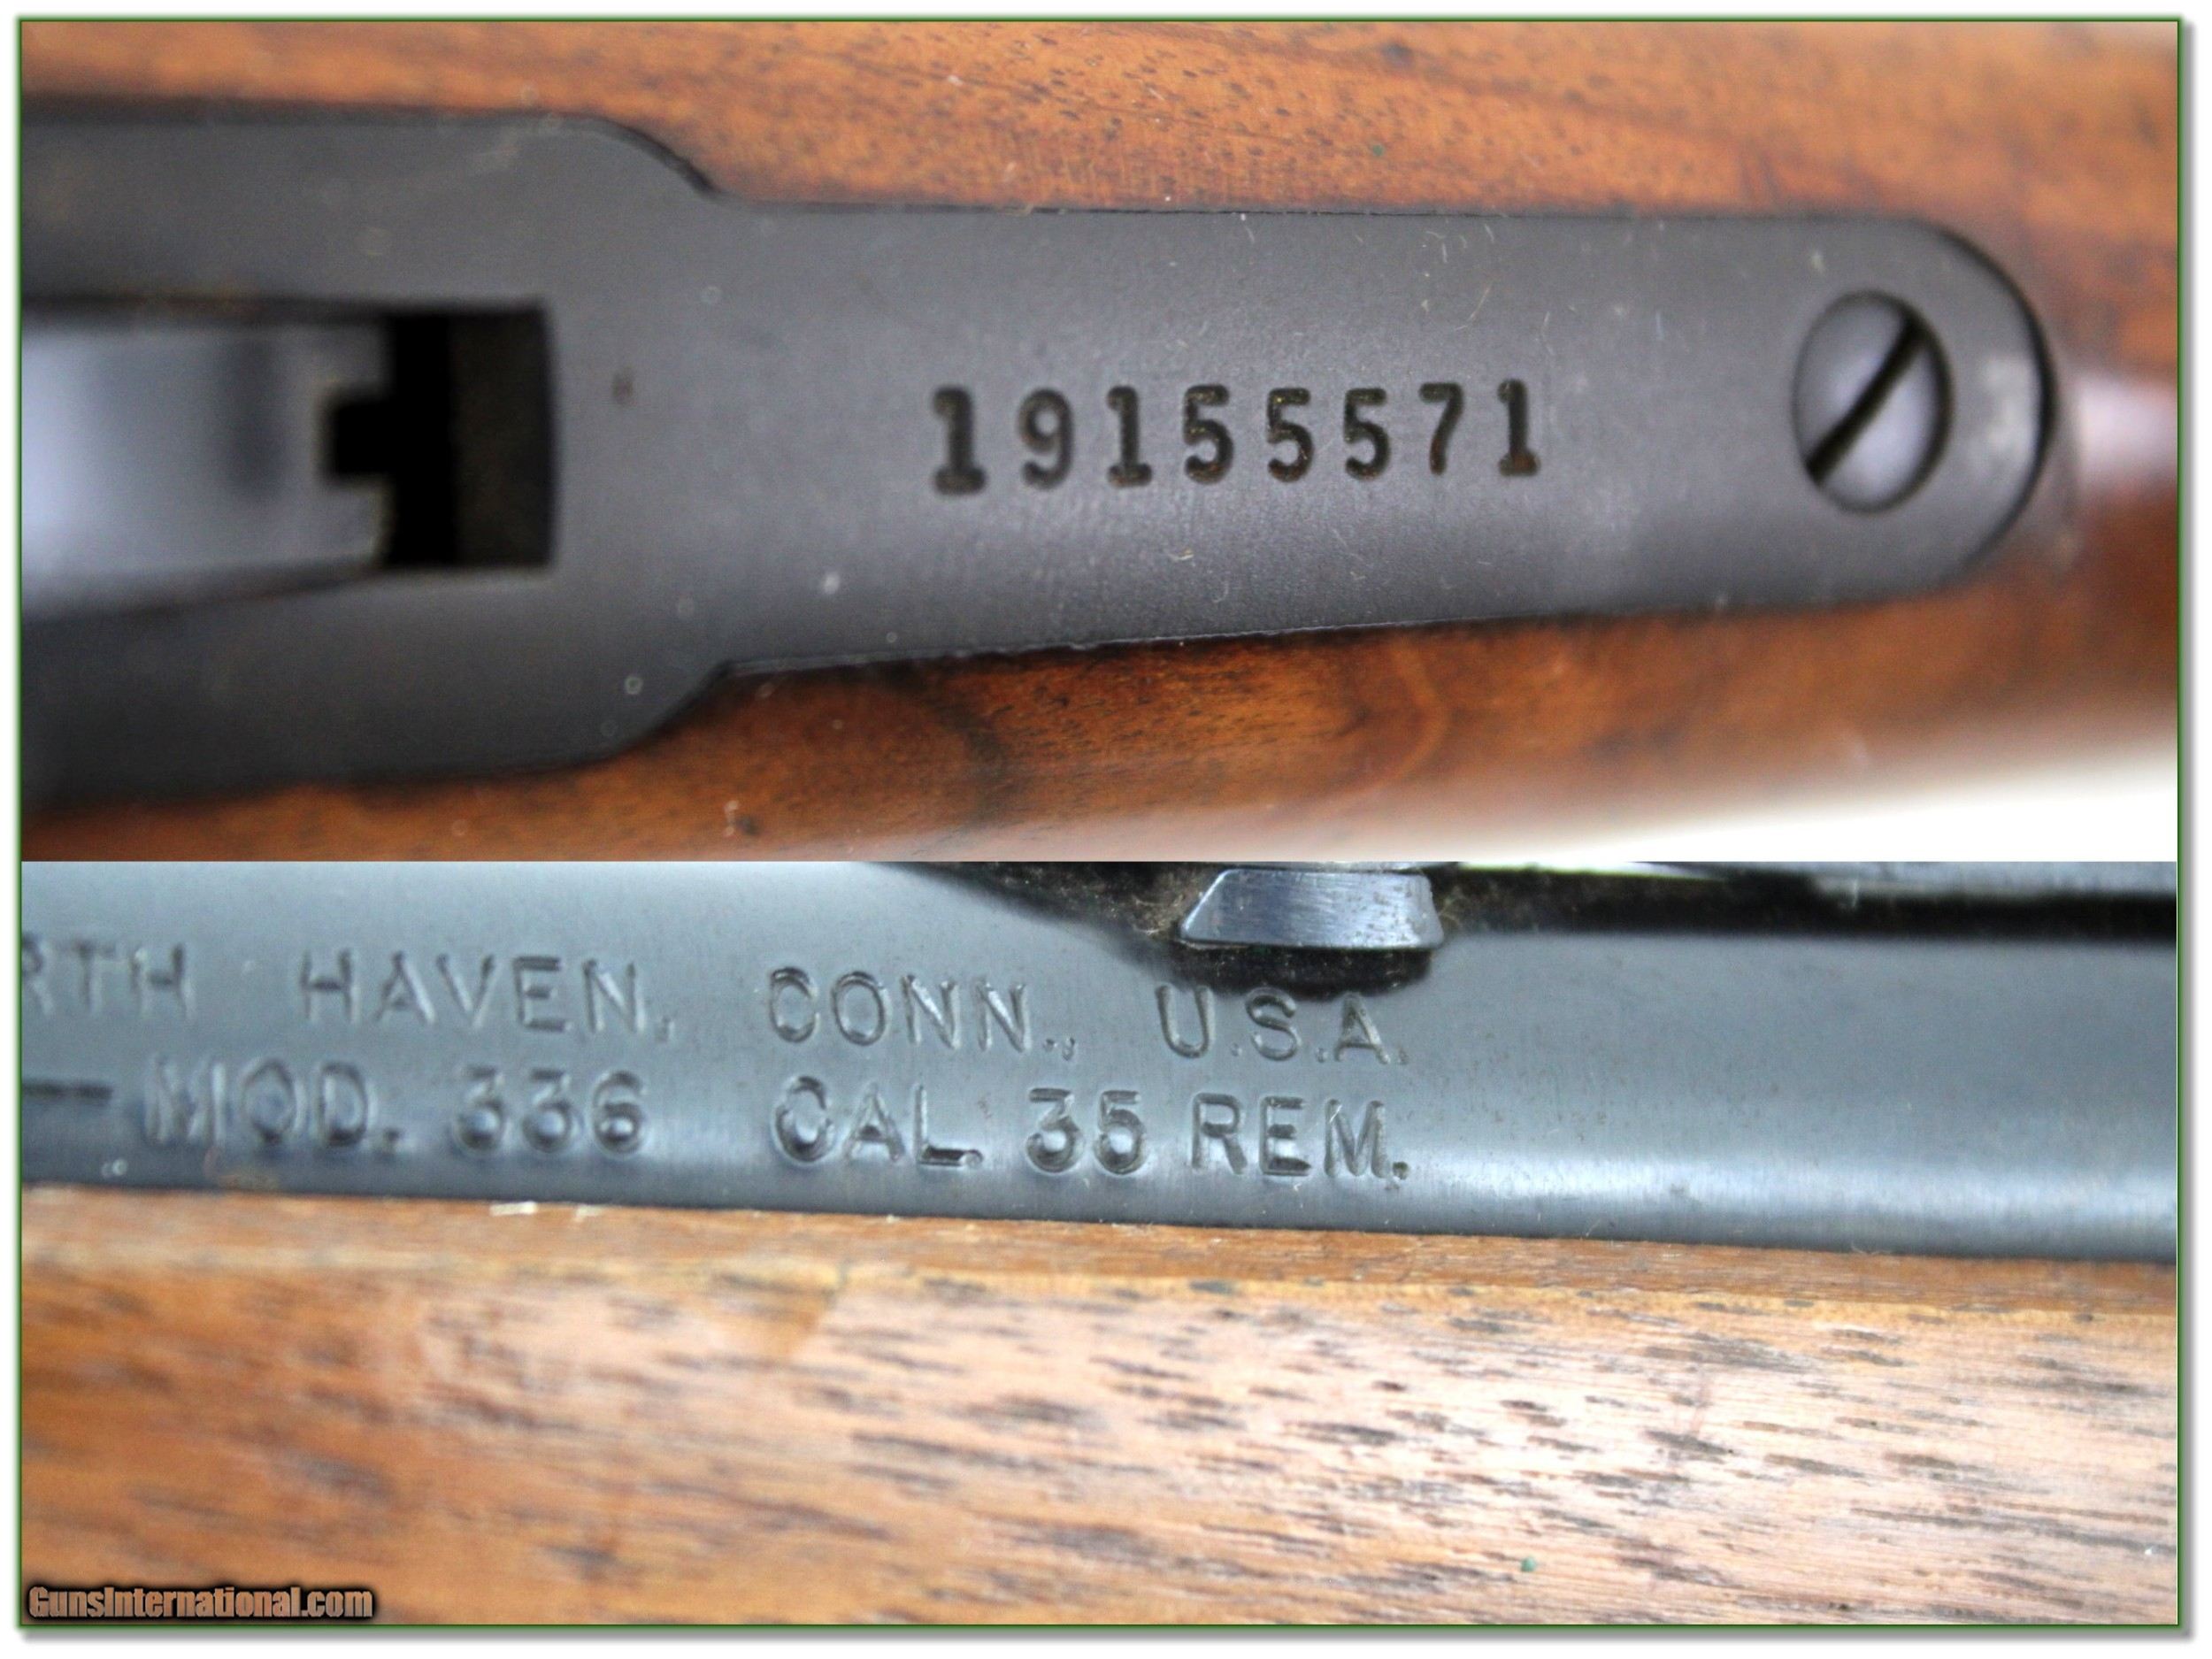 19155571
RTH HAVEN, CONN., U.S.A.
— MOD. 336 CAL. 35 REM.
GunsInternational.com